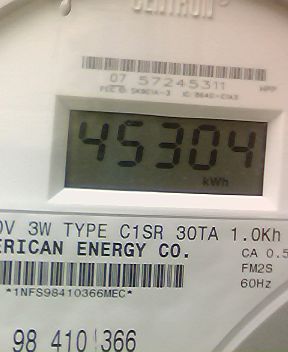 CENTRON®
07 57245311
45304
kWh
0V 3W TYPE C1SR 30TA 1.0Kh
ERICAN ENERGY CO.
CA 0.5
FM2S
60Hz
*1NFS98410366MEC*
98 410 366